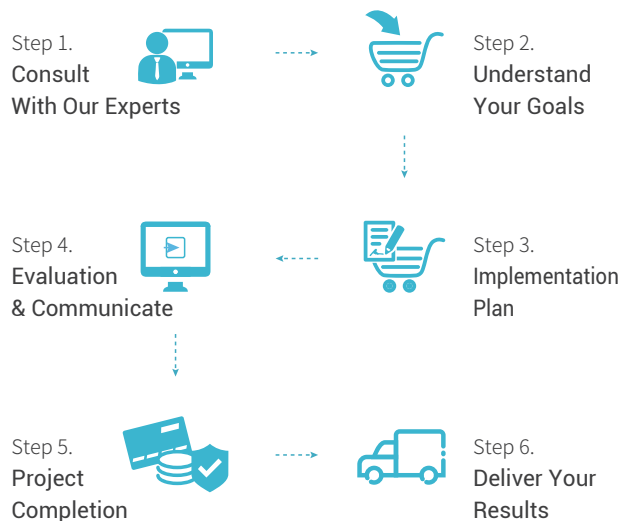 Step 1.
Consult
With Our Experts
Step 2.
Understand
Your Goals
Step 3.
Implementation
Plan
Step 4.
Evaluation
& Communicate
Step 5.
Project
Completion
Step 6.
Deliver Your
Results